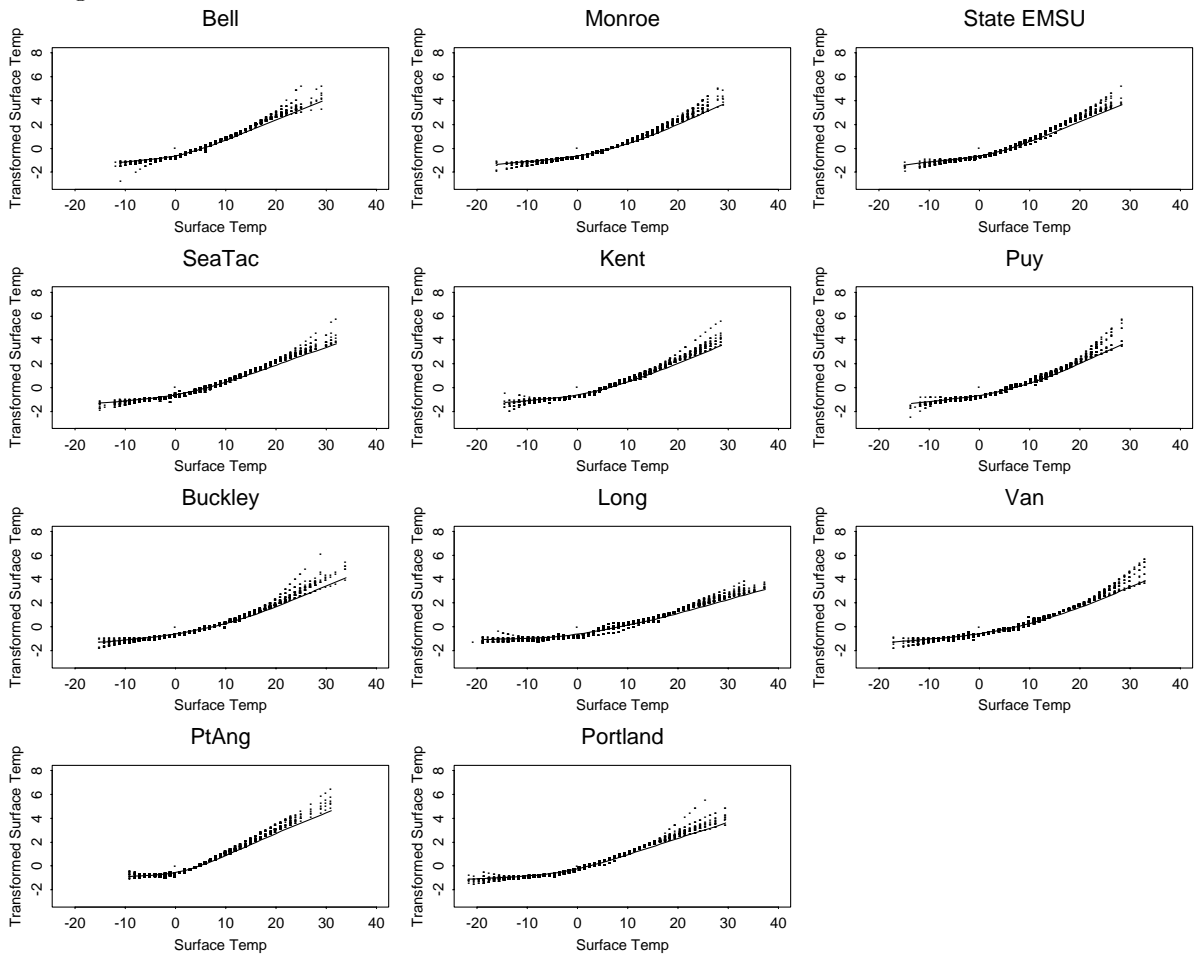 Bell
Transformed Surface Temp
-2 0 2 4 6 8
-20 -10 0 10 20 30 40
Surface Temp
Monroe
Transformed Surface Temp
-2 0 2 4 6 8
-20 -10 0 10 20 30 40
Surface Temp
State EMSU
Transformed Surface Temp
-2 0 2 4 6 8
-20 -10 0 10 20 30 40
Surface Temp
SeaTac
Transformed Surface Temp
-2 0 2 4 6 8
-20 -10 0 10 20 30 40
Surface Temp
Kent
Transformed Surface Temp
-2 0 2 4 6 8
-20 -10 0 10 20 30 40
Surface Temp
Puy
Transformed Surface Temp
-2 0 2 4 6 8
-20 -10 0 10 20 30 40
Surface Temp
Buckley
Transformed Surface Temp
-2 0 2 4 6 8
-20 -10 0 10 20 30 40
Surface Temp
Long
Transformed Surface Temp
-2 0 2 4 6 8
-20 -10 0 10 20 30 40
Surface Temp
Van
Transformed Surface Temp
-2 0 2 4 6 8
-20 -10 0 10 20 30 40
Surface Temp
PtAng
Transformed Surface Temp
-2 0 2 4 6 8
-20 -10 0 10 20 30 40
Surface Temp
Portland
Transformed Surface Temp
-2 0 2 4 6 8
-20 -10 0 10 20 30 40
Surface Temp